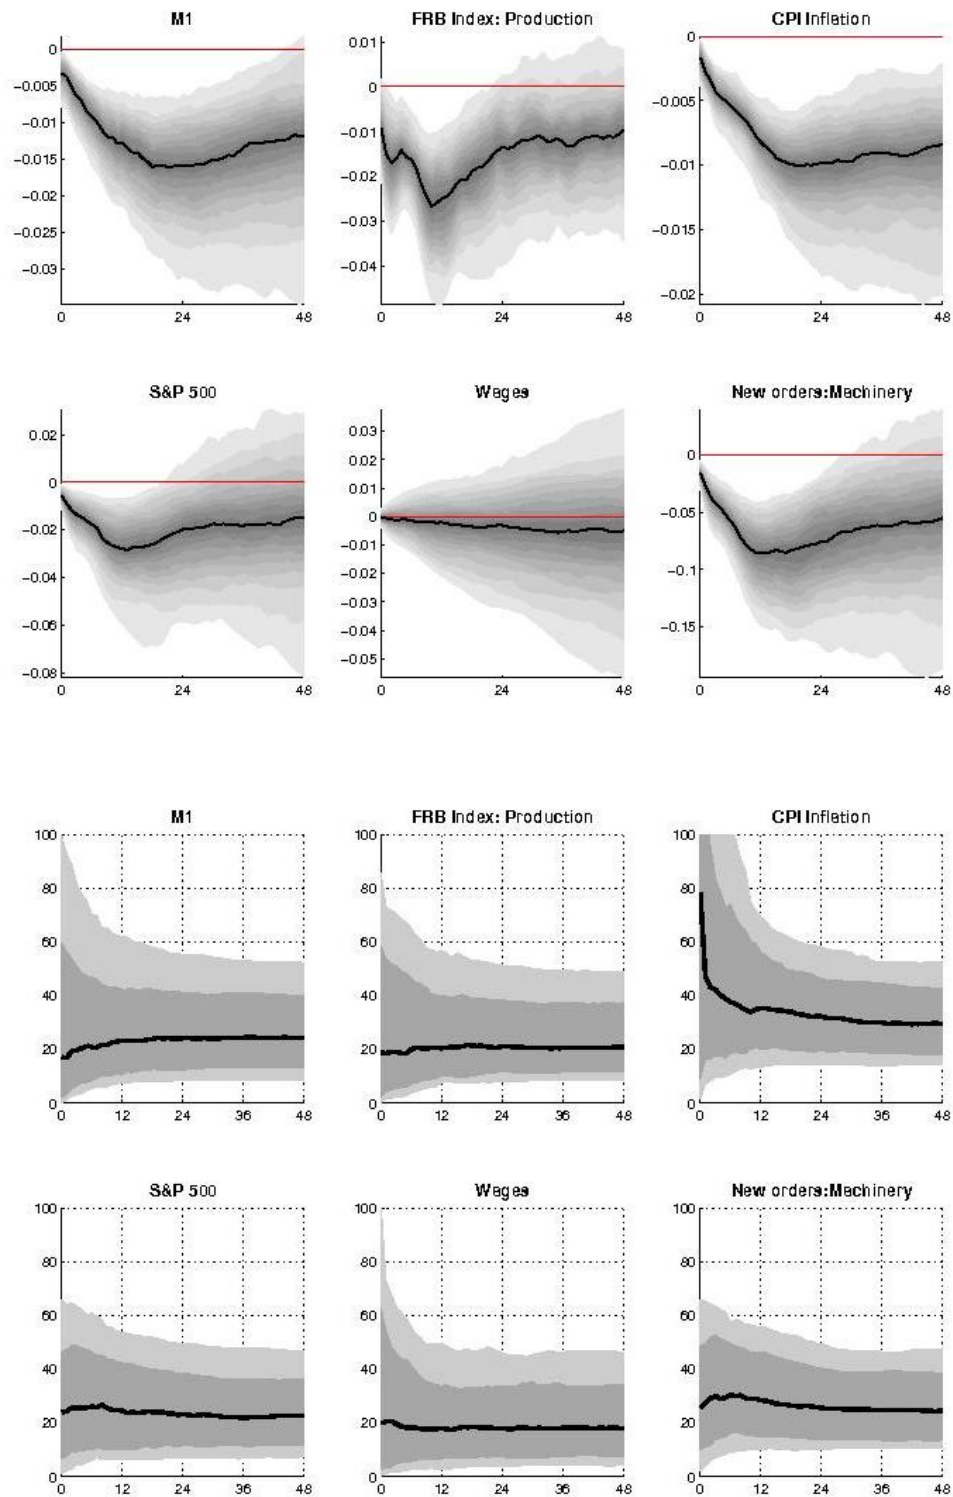 M1 FRB Index: Production CPI Inflation
0 0.01 0
-0.005 0 -0.005
-0.01 -0.01 -0.01
-0.015 -0.02 -0.015
-0.02 -0.03 -0.02
-0.025 -0.04
-0.03
0 24 48 0 24 48 0 24 48
S&P 500 Wages New orders:Machinery
0.02 0.03 0
0 0.02 -0.05
-0.02 0.01 -0.1
-0.04 0 -0.15
-0.06 -0.01
-0.08 -0.02
-0.03
-0.04
-0.05
0 24 48 0 24 48 0 24 48
M1 FRB Index: Production CPI Inflation
100 100 100
80 80 80
60 60 60
40 40 40
20 20 20
0 0 0
0 12 24 36 48 0 12 24 36 48 0 12 24 36 48
S&P 500 Wages New orders:Machinery
100 100 100
80 80 80
60 60 60
40 40 40
20 20 20
0 0 0
0 12 24 36 48 0 12 24 36 48 0 12 24 36 48